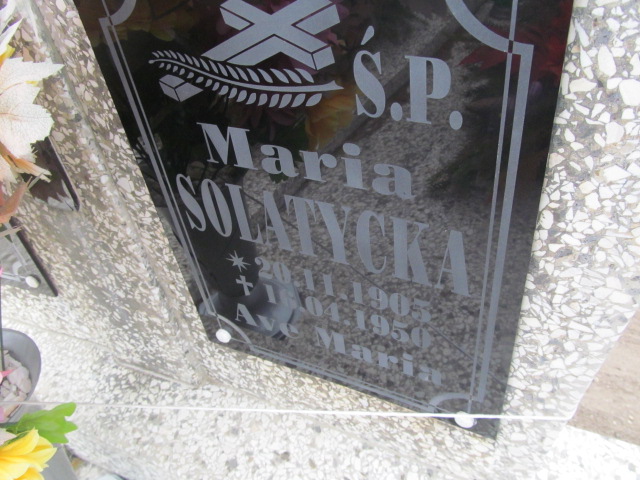 Ś.P.
Maria
SOLATYCKA
* 20.11.1905
Ave Maria